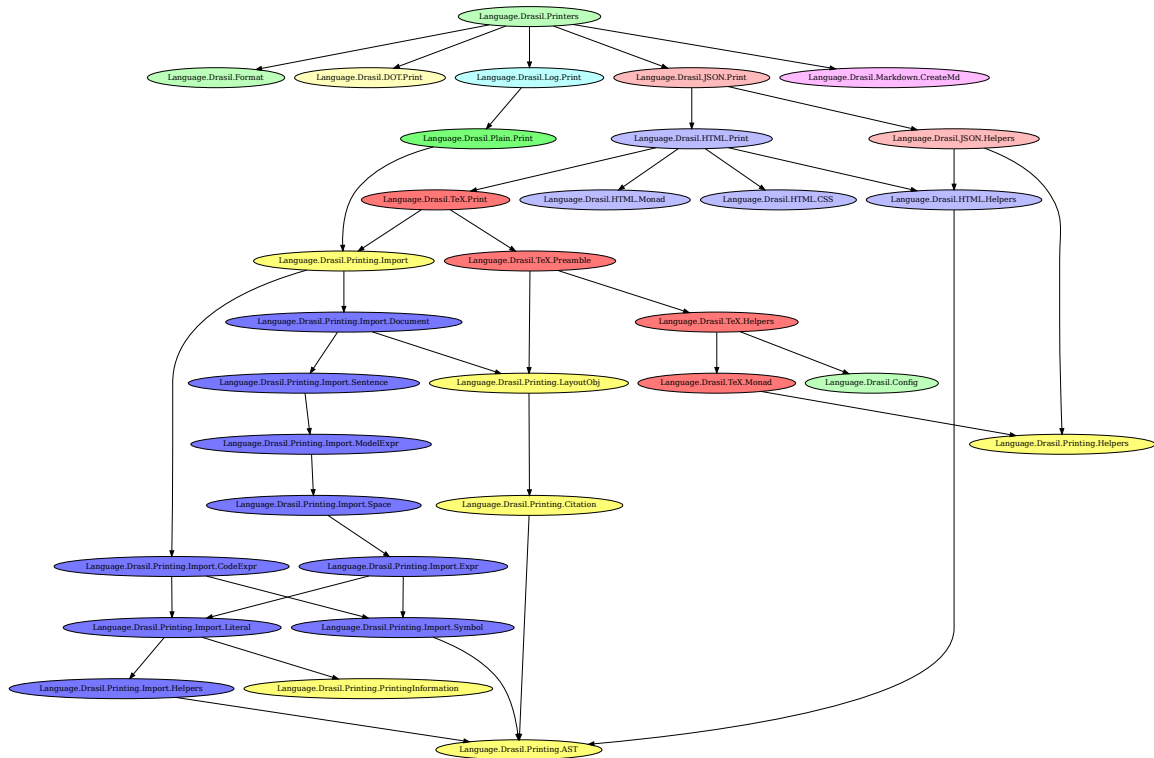 Language.Drasil.Printers
Language.Drasil.Format
Language.Drasil.DOT.Print
Language.Drasil.Log.Print
Language.Drasil.JSON.Print
Language.Drasil.Markdown.CreateMd
Language.Drasil.Plain.Print
Language.Drasil.HTML.Print
Language.Drasil.JSON.Helpers
Language.Drasil.TeX.Print
Language.Drasil.HTML.Monad
Language.Drasil.HTML.CSS
Language.Drasil.HTML.Helpers
Language.Drasil.Printing.Import
Language.Drasil.TeX.Preamble
Language.Drasil.Printing.Import.Document
Language.Drasil.TeX.Helpers
Language.Drasil.Printing.Import.Sentence
Language.Drasil.Printing.LayoutObj
Language.Drasil.TeX.Monad
Language.Drasil.Config
Language.Drasil.Printing.Import.ModelExpr
Language.Drasil.Printing.Helpers
Language.Drasil.Printing.Import.Space
Language.Drasil.Printing.Citation
Language.Drasil.Printing.Import.CodeExpr
Language.Drasil.Printing.Import.Expr
Language.Drasil.Printing.Import.Literal
Language.Drasil.Printing.Import.Symbol
Language.Drasil.Printing.Import.Helpers
Language.Drasil.Printing.PrintingInformation
Language.Drasil.Printing.AST